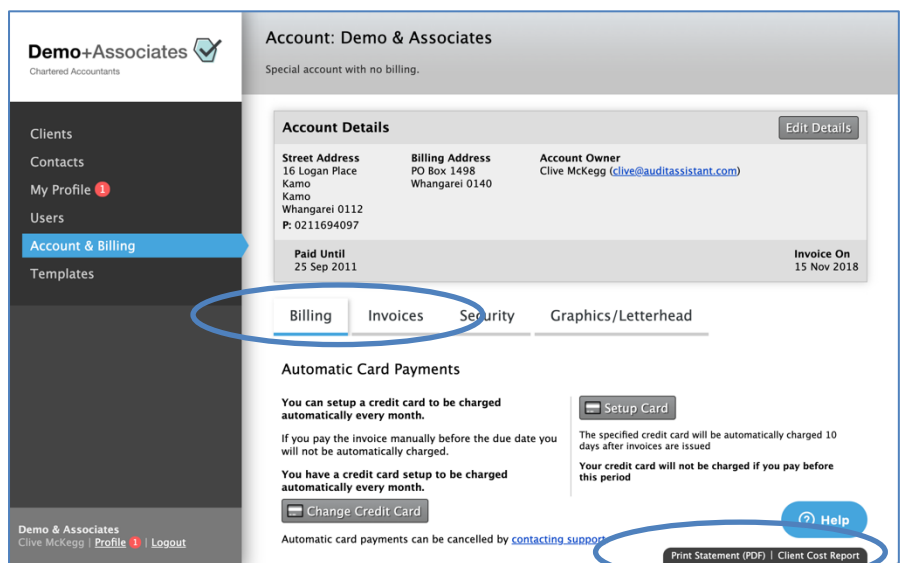 Demo+Associates
Chartered Accountants
Clients
Contacts
My Profile 1
Users
Account & Billing
Templates
Demo & Associates
Clive McKegg | Profile 1 | Logout
Account: Demo & Associates
Special account with no billing.
Account Details
Edit Details
Street Address
16 Logan Place
Kamo
Kamo
Whangarei 0112
P: 0211694097
Billing Address
PO Box 1498
Whangarei 0140
Account Owner
Clive McKegg (clive@auditassistant.com)
Paid Until
25 Sep 2011
Invoice On
15 Nov 2018
Billing Invoices Security Graphics/Letterhead
Automatic Card Payments
You can setup a credit card to be charged
automatically every month.
If you pay the invoice manually before the due date you
will not be automatically charged.
You have a credit card setup to be charged
automatically every month.
Change Credit Card
Automatic card payments can be cancelled by contacting support
Setup Card
The specified credit card will be automatically charged 10
days after invoices are issued
Your credit card will not be charged if you pay before
this period
? Help
Print Statement (PDF) | Client Cost Report